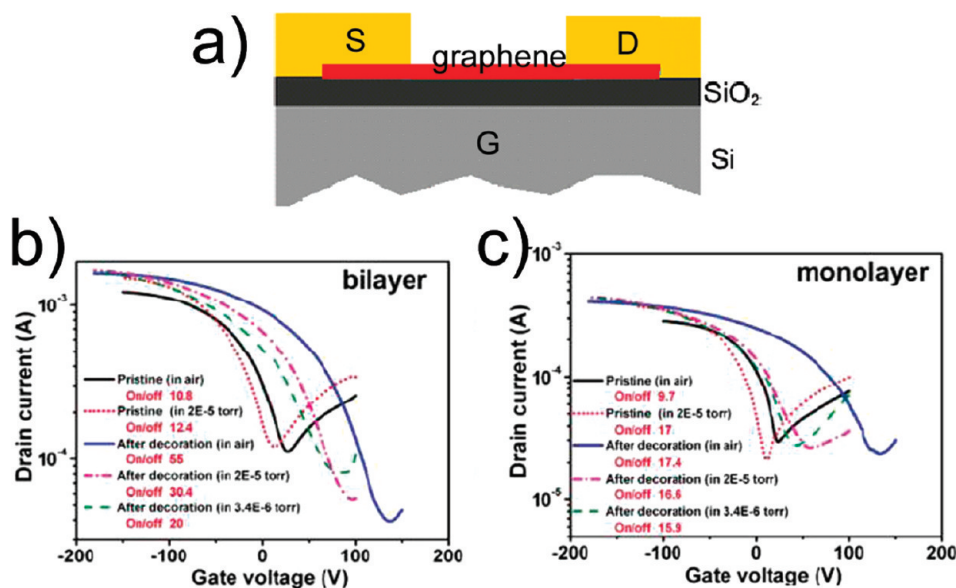 a)
S
graphene
D
SiO₂
G
Si
b)
bilayer
10⁻³
10⁻⁴
Drain current (A)
Pristine (in air)
On/off 10.8
Pristine (in 2E-5 torr)
On/off 12.4
After decoration (in air)
On/off 55
After decoration (in 2E-5 torr)
On/off 30.4
After decoration (in 3.4E-6 torr)
On/off 20
-200 -100 0 100 200
Gate voltage (V)
c)
monolayer
10⁻³
10⁻⁴
10⁻⁵
Drain current (A)
Pristine (in air)
On/off 9.7
Pristine (in 2E-5 torr)
On/off 17
After decoration (in air)
On/off 17.4
After decoration (in 2E-5 torr)
On/off 16.6
After decoration (in 3.4E-6 torr)
On/off 15.9
-200 -100 0 100 200
Gate voltage (V)